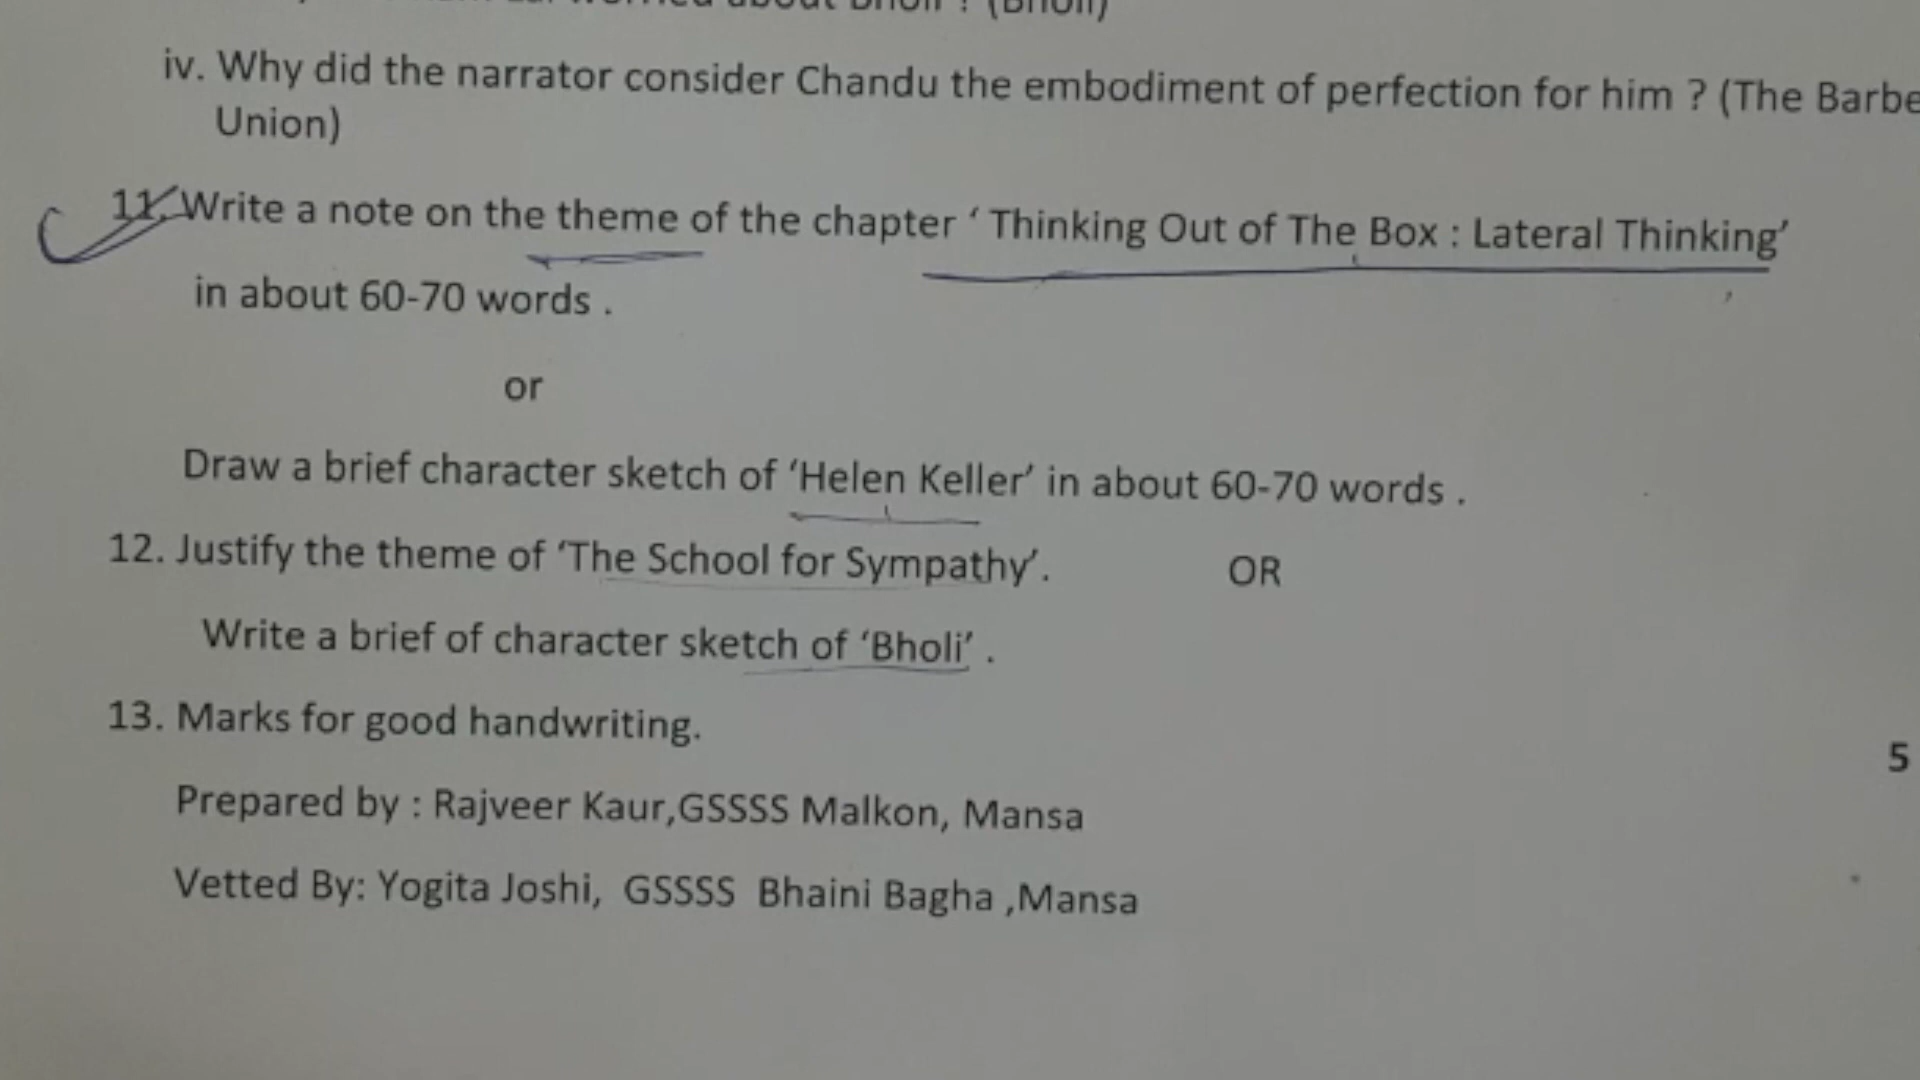 worried about Bholi ? (Bholi)
iv. Why did the narrator consider Chandu the embodiment of perfection for him ? (The Barbe
Union)
11. Write a note on the theme of the chapter ‘ Thinking Out of The Box : Lateral Thinking’
in about 60-70 words .
or
Draw a brief character sketch of ‘Helen Keller’ in about 60-70 words .
12. Justify the theme of ‘The School for Sympathy’. OR
Write a brief of character sketch of ‘Bholi’ .
13. Marks for good handwriting.
5
Prepared by : Rajveer Kaur,GSSSS Malkon, Mansa
Vetted By: Yogita Joshi, GSSSS Bhaini Bagha ,Mansa